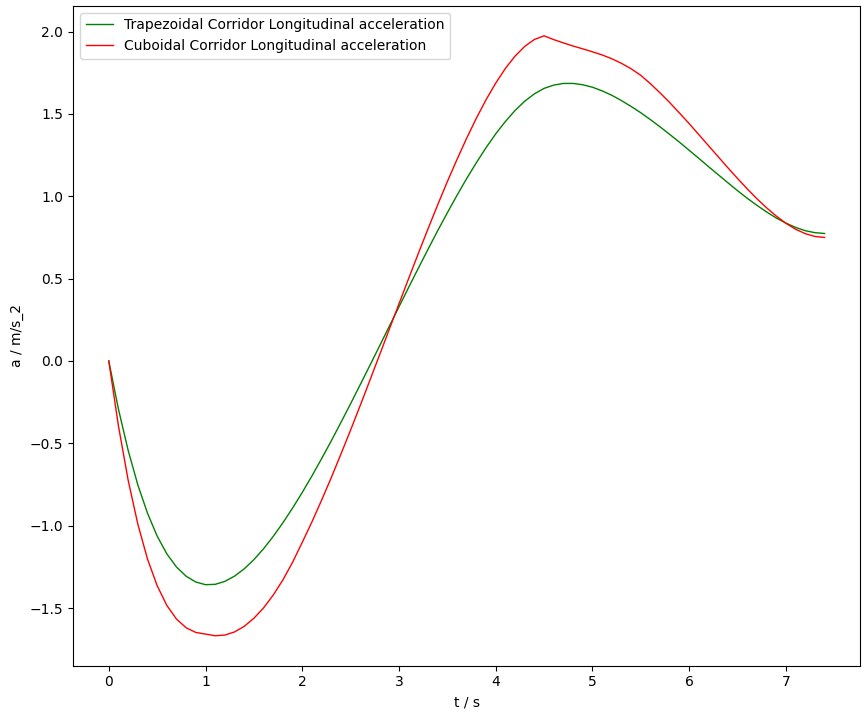 Trapezoidal Corridor Longitudinal acceleration
Cuboidal Corridor Longitudinal acceleration
2.0
1.5
1.0
0.5
0.0
−0.5
−1.0
−1.5
a / m/s_2
0 1 2 3 4 5 6 7
t / s